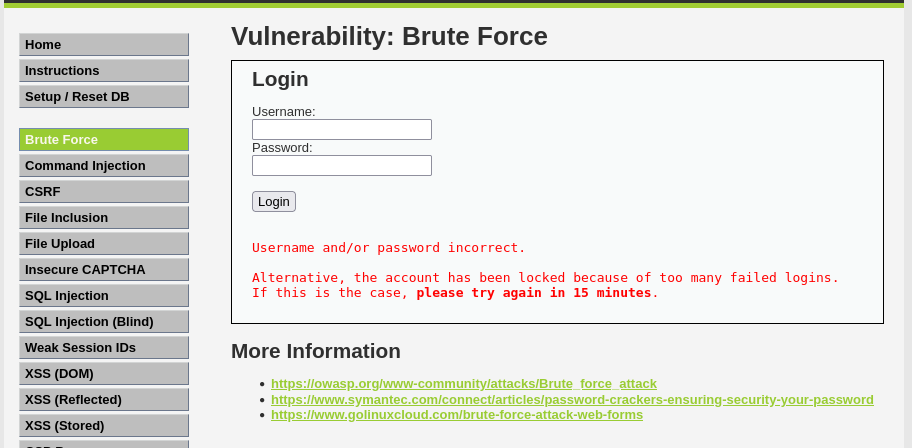 Home
Instructions
Setup / Reset DB
Brute Force
Command Injection
CSRF
File Inclusion
File Upload
Insecure CAPTCHA
SQL Injection
SQL Injection (Blind)
Weak Session IDs
XSS (DOM)
XSS (Reflected)
XSS (Stored)
Vulnerability: Brute Force
Login
Username:
Password:
Login
Username and/or password incorrect.
Alternative, the account has been locked because of too many failed logins.
If this is the case, please try again in 15 minutes.
More Information
https://owasp.org/www-community/attacks/Brute_force_attack
https://www.symantec.com/connect/articles/password-crackers-ensuring-security-your-password
https://www.golinuxcloud.com/brute-force-attack-web-forms